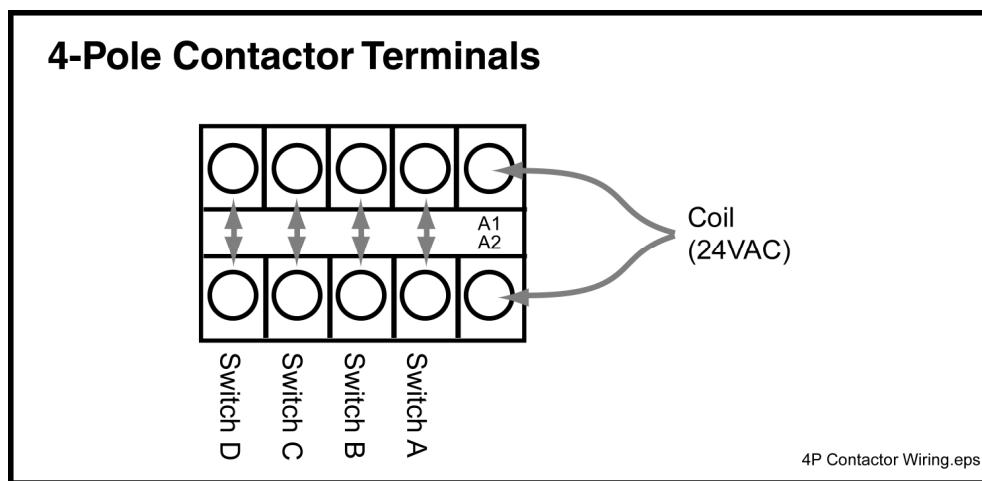 4-Pole Contactor Terminals
A1
A2
Coil
(24VAC)
Switch D
Switch C
Switch B
Switch A
4P Contactor Wiring.eps